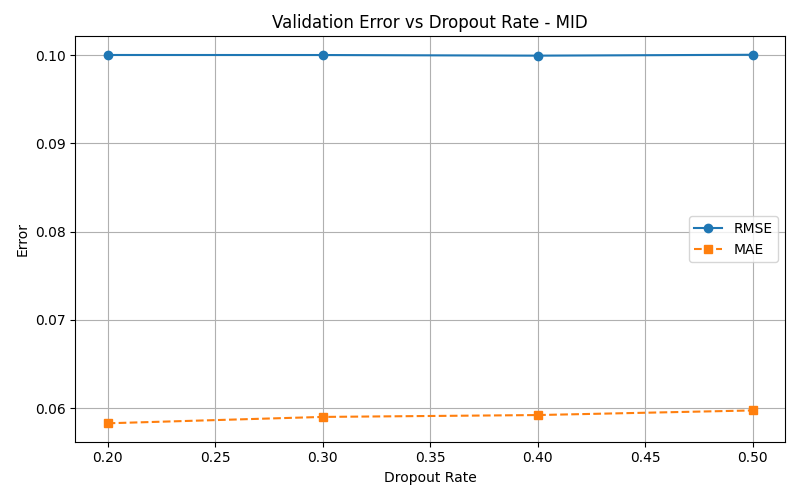 Validation Error vs Dropout Rate - MID
0.10
0.09
0.08
0.07
0.06
Error
RMSE
MAE
0.20 0.25 0.30 0.35 0.40 0.45 0.50
Dropout Rate